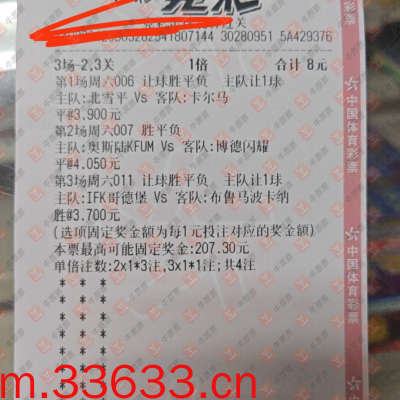 3场-2,3关 1倍 合计 8元
第1场周六006 让球胜平负 主队让1球
主队:北雪平 Vs 客队:卡尔马
平#3.900元
第2场周六007 胜平负
主队:奥斯陆KFUM Vs 客队:博德闪耀
平#4.050元
第3场周六011 让球胜平负 主队让1球
主队:IFK哥德堡 Vs 客队:布鲁马波卡纳
胜#3.700元
(选项固定奖金额为每1元投注对应的奖金额)
本票最高可能固定奖金:207.30元
单倍注数:2x1*3注,3x1*1注;共4注
* * *
* * *
* * *
* * *
* * *
* * *
* * *
m.33633.cn
中国体育彩票
中国体育彩票